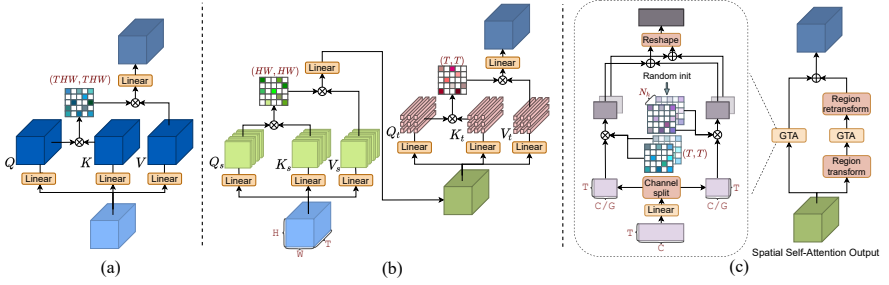 (THW, THW)
Linear
Q
K
V
Linear
Linear
Linear
(a)
(HW, HW)
Linear
Q_s
K_s
V_s
Linear
Linear
Linear
H
W
T
(T, T)
Linear
Q_t
K_t
V_t
Linear
Linear
Linear
(b)
Reshape
Random init
N_h
(T, T)
T
C/G
Channel split
T
C/G
Linear
T
C
GTA
Region retransform
GTA
Region transform
Spatial Self-Attention Output
(c)